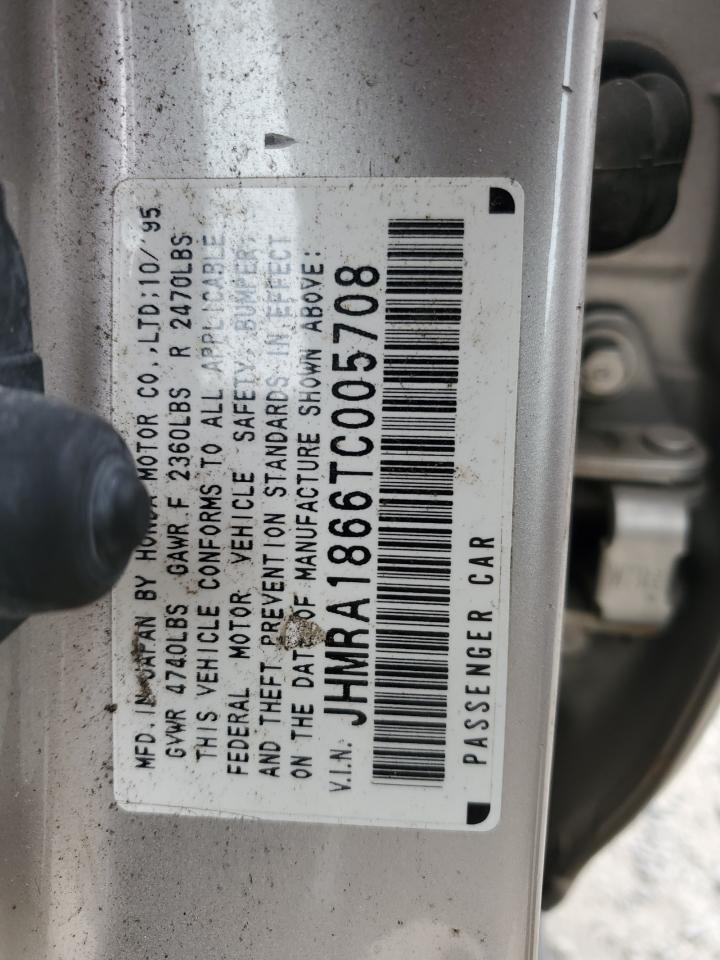 MFD. IN JAPAN BY HONDA MOTOR CO.,LTD;10/'95
GVWR 4740LBS GAWR F 2360LBS R 2470LBS
THIS VEHICLE CONFORMS TO ALL APPLICABLE
FEDERAL MOTOR VEHICLE SAFETY, BUMPER,
AND THEFT PREVENTION STANDARDS IN EFFECT
ON THE DATE OF MANUFACTURE SHOWN ABOVE:
V.I.N. JHMRA1866TC005708
PASSENGER CAR